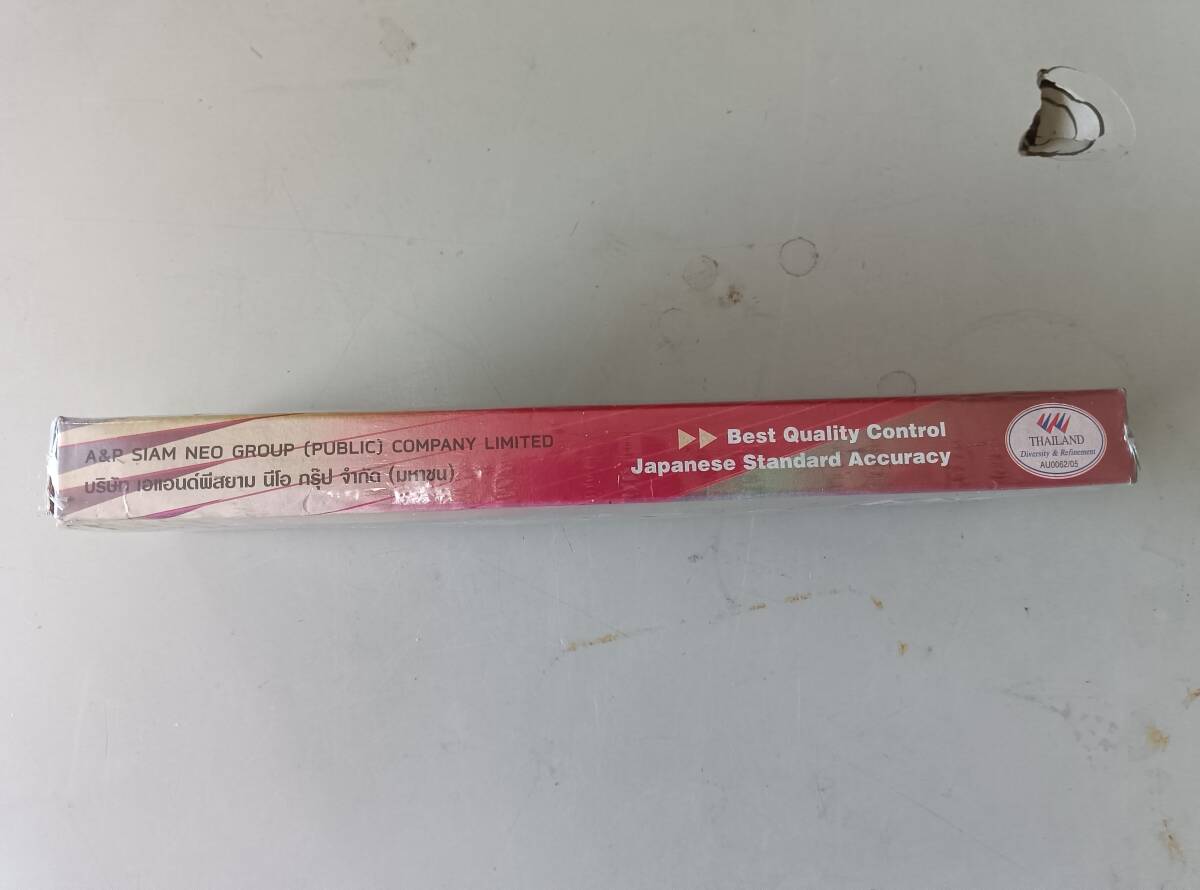 A&P SIAM NEO GROUP (PUBLIC) COMPANY LIMITED
บริษัท เอแอนด์พีสยาม นีโอ กรุ๊ป จำกัด (มหาชน)
Best Quality Control
Japanese Standard Accuracy
THAILAND
Diversity & Refinement
AU0062/05